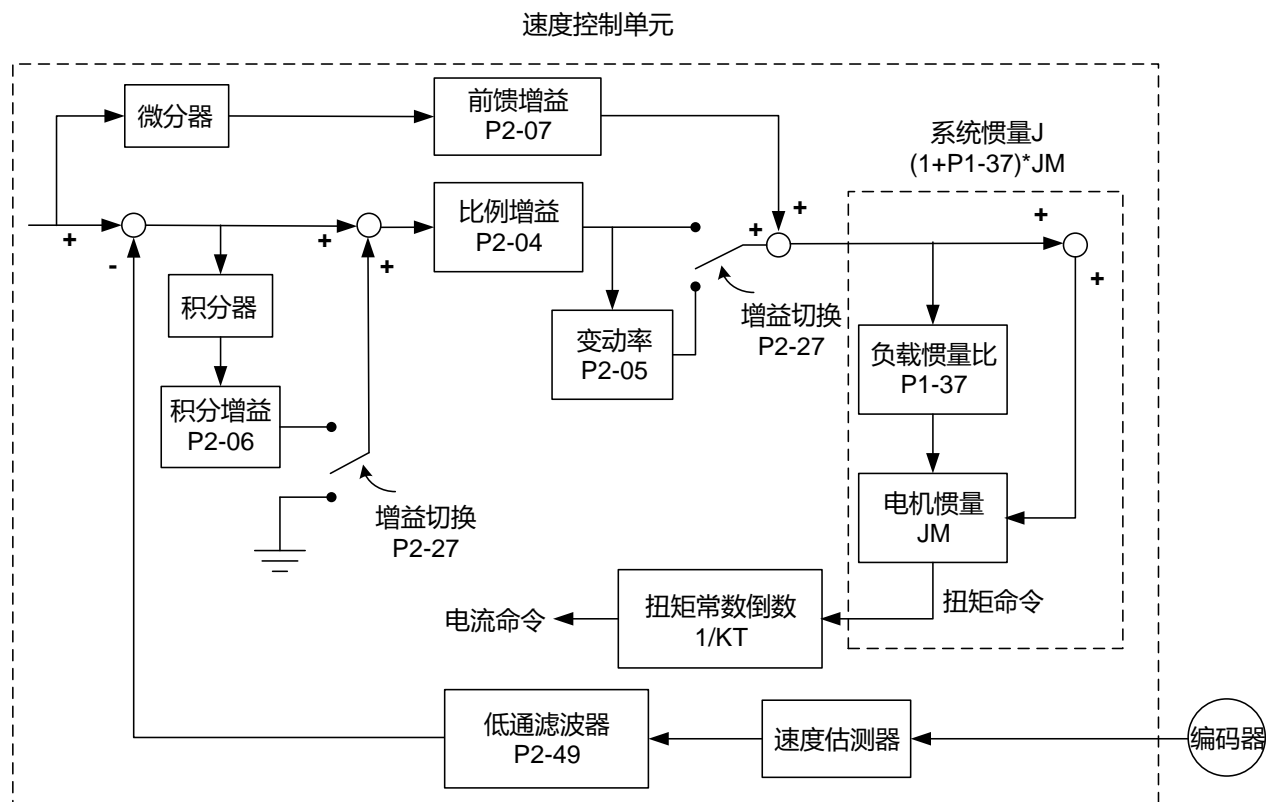 速度控制单元
微分器
前馈增益
P2-07
系统惯量J
(1+P1-37)*JM
+
-
+
+
比例增益
P2-04
+
+
+
+
积分器
变动率
P2-05
增益切换
P2-27
负载惯量比
P1-37
积分增益
P2-06
增益切换
P2-27
电机惯量
JM
电流命令
扭矩常数倒数
1/KT
扭矩命令
低通滤波器
P2-49
速度估测器
编码器